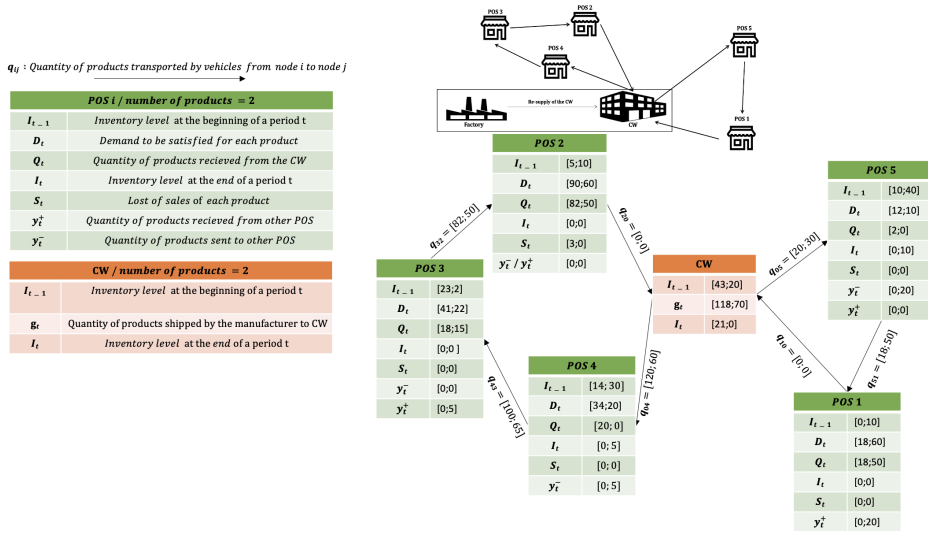 POS 3
POS 2
POS 5
POS 4
Re-supply of the CW
Factory
CW
POS 1
q_ij : Quantity of products transported by vehicles from node i to node j
POS i / number of products = 2
I_{t-1} Inventory level at the beginning of a period t
D_t Demand to be satisfied for each product
Q_t Quantity of products recieved from the CW
I_t Inventory level at the end of a period t
S_t Lost of sales of each product
y_t^+ Quantity of products recieved from other POS
y_t^- Quantity of products sent to other POS
CW / number of products = 2
I_{t-1} Inventory level at the beginning of a period t
g_t Quantity of products shipped by the manufacturer to CW
I_t Inventory level at the end of a period t
POS 2
I_{t-1} [5;10]
D_t [90;60]
Q_t [82;50]
I_t [0;0]
S_t [3;0]
y_t^- / y_t^+ [0;0]
q_32 = [82;50]
q_20 = [0;0]
POS 3
I_{t-1} [23;2]
D_t [41;22]
Q_t [18;15]
I_t [0;0 ]
S_t [0;0]
y_t^- [0;0]
y_t^+ [0;5]
q_43 = [100;65]
POS 4
I_{t-1} [14;30]
D_t [34;20]
Q_t [20; 0]
I_t [0; 5]
S_t [0; 0]
y_t^- [0; 5]
q_04 = [120; 60]
CW
I_{t-1} [43;20]
g_t [118;70]
I_t [21;0]
q_05 = [20;30]
q_10 = [0;0]
POS 5
I_{t-1} [10;40]
D_t [12;10]
Q_t [2;0]
I_t [0;10]
S_t [0;0]
y_t^- [0;20]
y_t^+ [0;0]
q_51 = [18;50]
POS 1
I_{t-1} [0;10]
D_t [18;60]
Q_t [18;50]
I_t [0;0]
S_t [0;0]
y_t^+ [0;20]